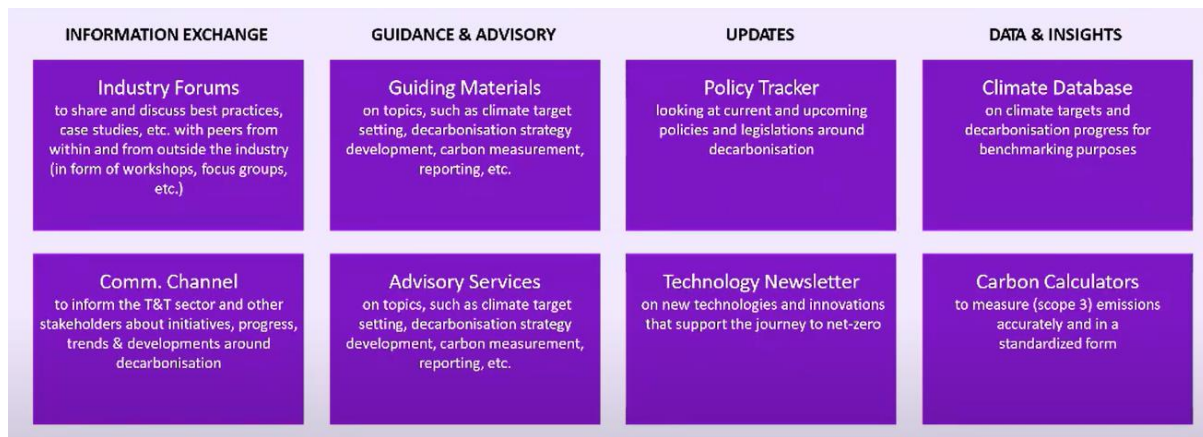 INFORMATION EXCHANGE
GUIDANCE & ADVISORY
UPDATES
DATA & INSIGHTS
Industry Forums
to share and discuss best practices,
case studies, etc. with peers from
within and from outside the industry
(in form of workshops, focus groups,
etc.)
Guiding Materials
on topics, such as climate target
setting, decarbonisation strategy
development, carbon measurement,
reporting, etc.
Policy Tracker
looking at current and upcoming
policies and legislations around
decarbonisation
Climate Database
on climate targets and
decarbonisation progress for
benchmarking purposes
Comm. Channel
to inform the T&T sector and other
stakeholders about initiatives, progress,
trends & developments around
decarbonisation
Advisory Services
on topics, such as climate target
setting, decarbonisation strategy
development, carbon measurement,
reporting, etc.
Technology Newsletter
on new technologies and innovations
that support the journey to net-zero
Carbon Calculators
to measure (scope 3) emissions
accurately and in a
standardized form